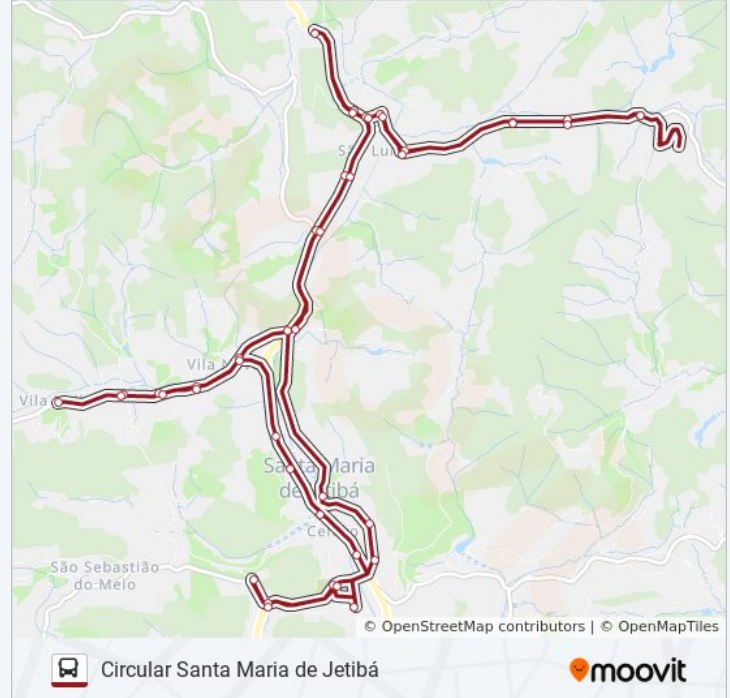 São Luís
Vila
Vila
Santa Maria
de Jetibá
Centro
São Sebastião
do Meio
© OpenStreetMap contributors | © OpenMapTiles
Circular Santa Maria de Jetibá
moovit